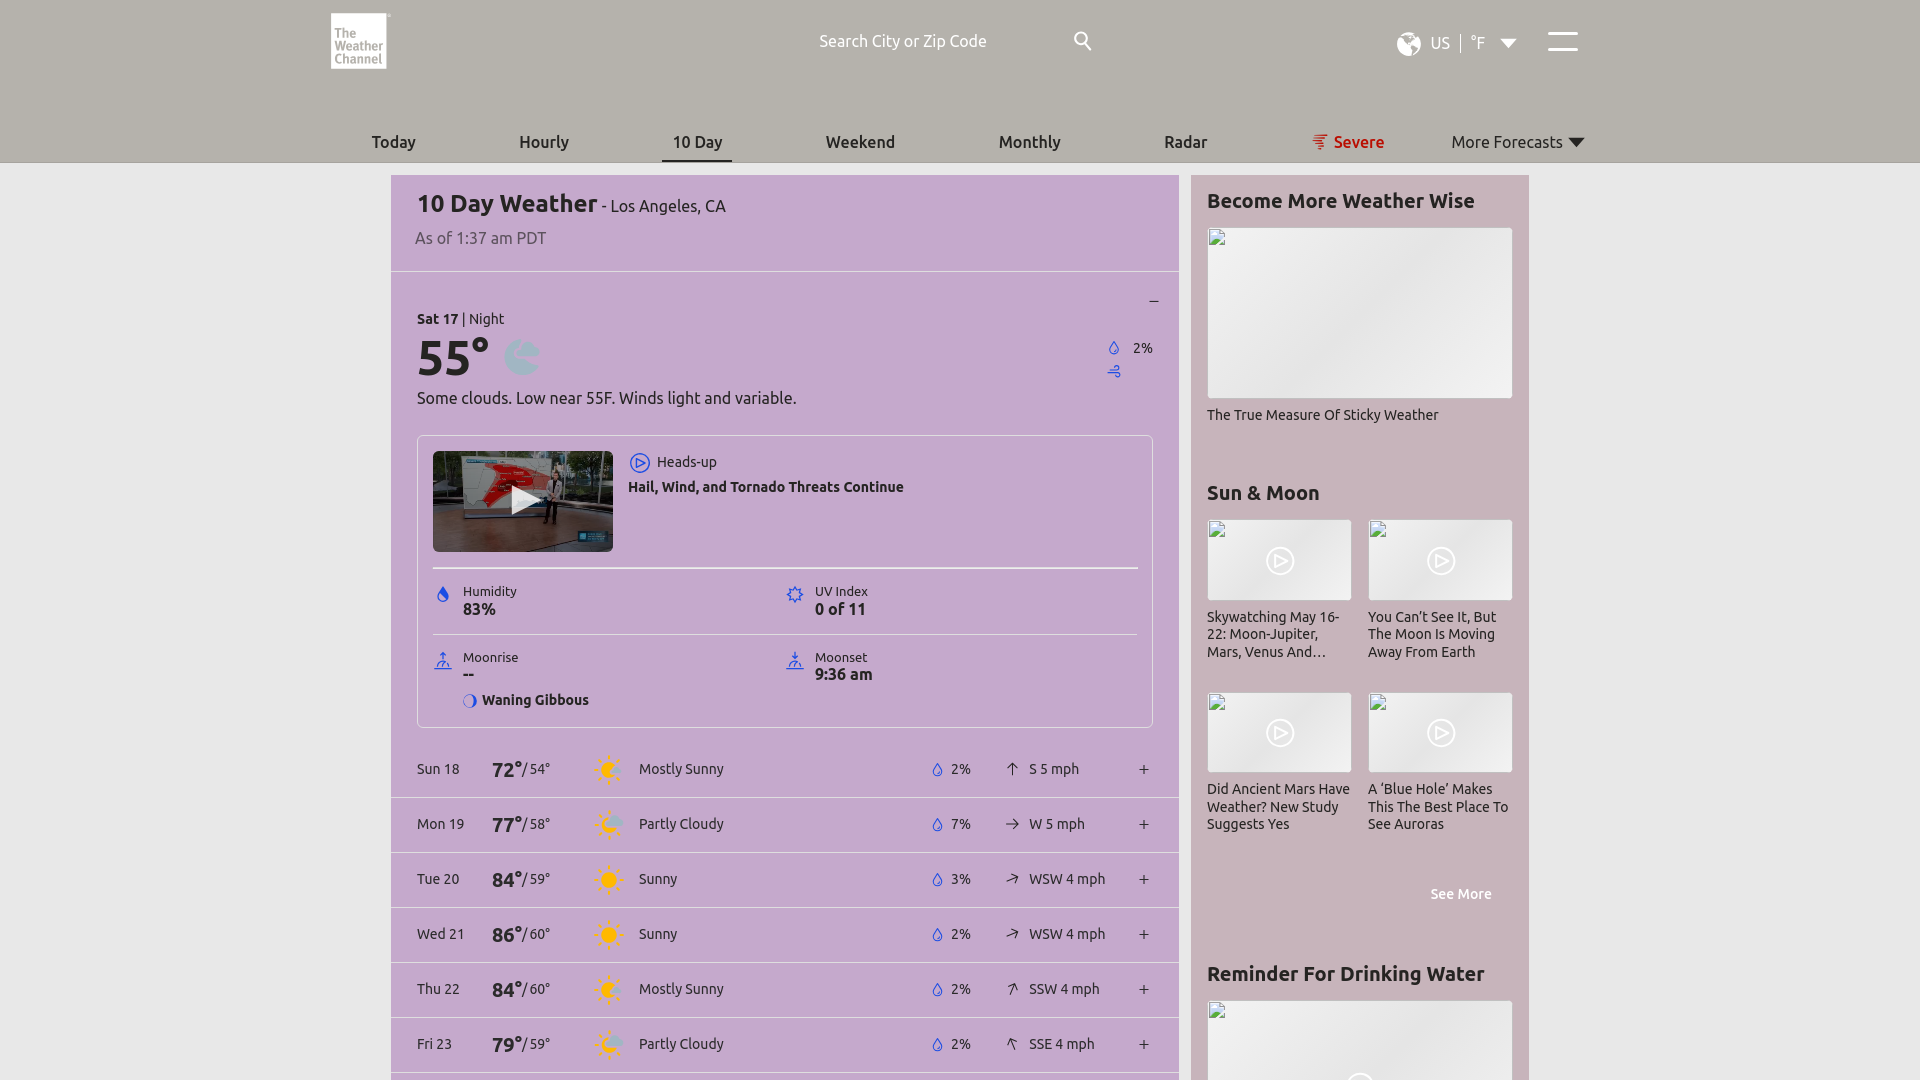 The
Weather
Channel
Search City or Zip Code
US
°F
Today
Hourly
10 Day
Weekend
Monthly
Radar
Severe
More Forecasts
10 Day Weather - Los Angeles, CA
As of 1:37 am PDT
Sat 17 | Night
55°
2%
Some clouds. Low near 55F. Winds light and variable.
Heads-up
Hail, Wind, and Tornado Threats Continue
Humidity
83%
UV Index
0 of 11
Moonrise
--
Waning Gibbous
Moonset
9:36 am
Sun 18 72°/ 54° Mostly Sunny 2% S 5 mph
Mon 19 77°/ 58° Partly Cloudy 7% W 5 mph
Tue 20 84°/ 59° Sunny 3% WSW 4 mph
Wed 21 86°/ 60° Sunny 2% WSW 4 mph
Thu 22 84°/ 60° Mostly Sunny 2% SSW 4 mph
Fri 23 79°/ 59° Partly Cloudy 2% SSE 4 mph
Become More Weather Wise
The True Measure Of Sticky Weather
Sun & Moon
Skywatching May 16-
22: Moon-Jupiter,
Mars, Venus And…
You Can’t See It, But
The Moon Is Moving
Away From Earth
Did Ancient Mars Have
Weather? New Study
Suggests Yes
A ‘Blue Hole’ Makes
This The Best Place To
See Auroras
See More
Reminder For Drinking Water